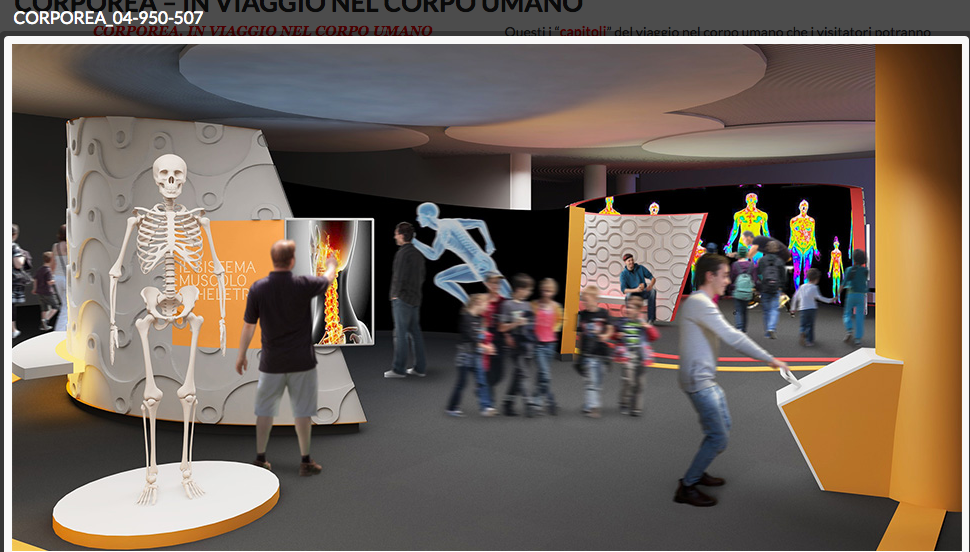 CORPOREA – IN VIAGGIO NEL CORPO UMANO
CORPOREA_04-950-507
CORPOREA, IN VIAGGIO NEL CORPO UMANO
Questi i “capitoli” del viaggio nel corpo umano che i visitatori potranno
IL SISTEMA
MUSCOLO